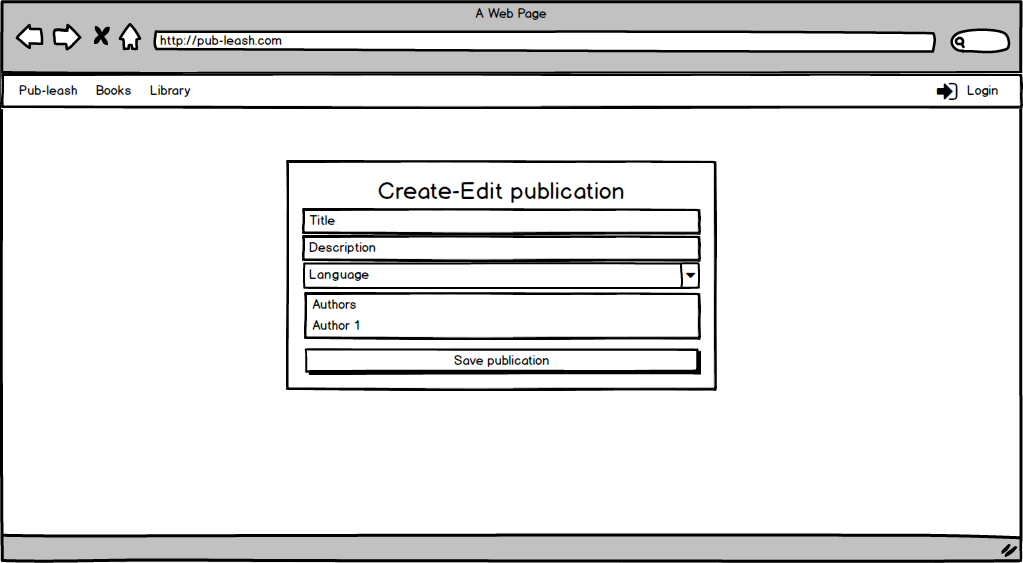 A Web Page
http://pub-leash.com
Pub-leash Books Library Login
Create-Edit publication
Title
Description
Language
Authors
Author 1
Save publication